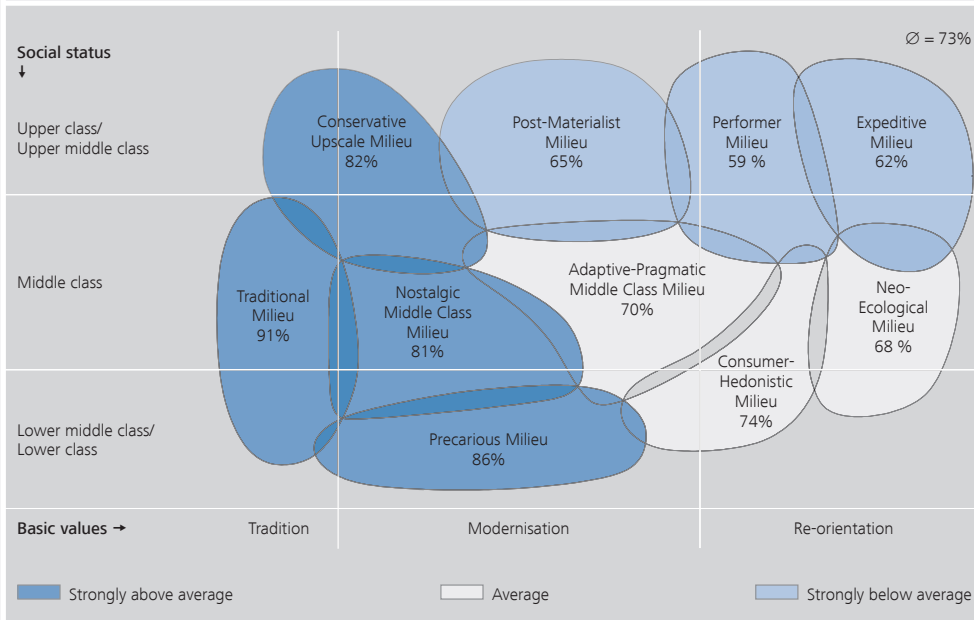 Ø = 73%
Social status
↓
Upper class/
Upper middle class
Conservative
Upscale Milieu
82%
Post-Materialist
Milieu
65%
Performer
Milieu
59 %
Expeditive
Milieu
62%
Middle class
Traditional
Milieu
91%
Nostalgic
Middle Class
Milieu
81%
Adaptive-Pragmatic
Middle Class Milieu
70%
Neo-
Ecological
Milieu
68 %
Consumer-
Hedonistic
Milieu
74%
Lower middle class/
Lower class
Precarious Milieu
86%
Basic values →
Tradition
Modernisation
Re-orientation
Strongly above average
Average
Strongly below average